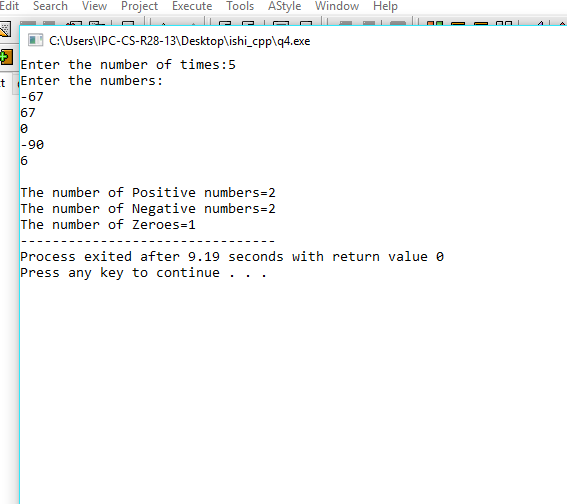 Edit Search View Project Execute Tools AStyle Window Help
C:\Users\IPC-CS-R28-13\Desktop\ishi_cpp\q4.exe
Enter the number of times:5
Enter the numbers:
-67
67
0
-90
6
The number of Positive numbers=2
The number of Negative numbers=2
The number of Zeroes=1
--------------------------------
Process exited after 9.19 seconds with return value 0
Press any key to continue . . .